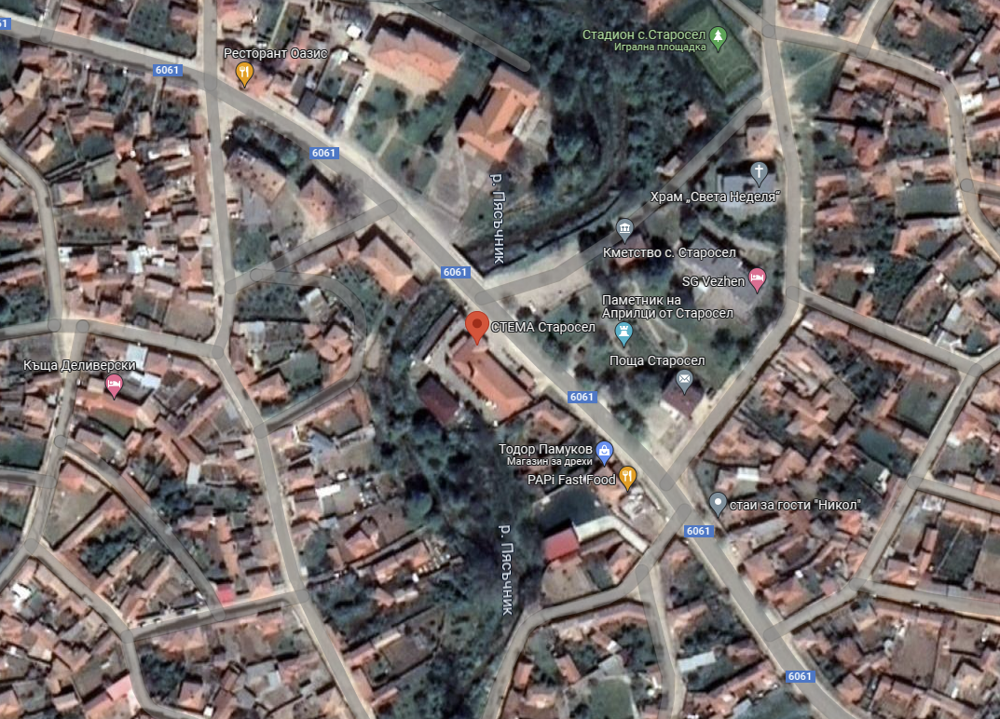 61
Стадион с.Старосел
Игрална площадка
Ресторант Оазис
6061
6061
Храм „Света Неделя“
р. Пясъчник
Кметство с. Старосел
6061
SG Vezhen
Паметник на
Априлци от Старосел
СТЕМА Старосел
Поща Старосел
Къща Деливерски
6061
Тодор Памуков
Магазин за дрехи
PAPi Fast Food
стаи за гости "Никол"
6061
р. Пясъчник
6061